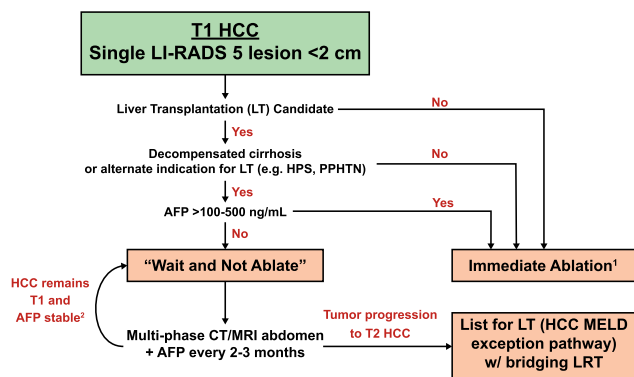 T1 HCC
Single LI-RADS 5 lesion <2 cm
Liver Transplantation (LT) Candidate
No
Yes
Decompensated cirrhosis
or alternate indication for LT (e.g. HPS, PPHTN)
No
Yes
AFP >100-500 ng/mL
Yes
No
“Wait and Not Ablate”
Immediate Ablation¹
HCC remains
T1 and
AFP stable²
Multi-phase CT/MRI abdomen
+ AFP every 2-3 months
Tumor progression
to T2 HCC
List for LT (HCC MELD
exception pathway)
w/ bridging LRT